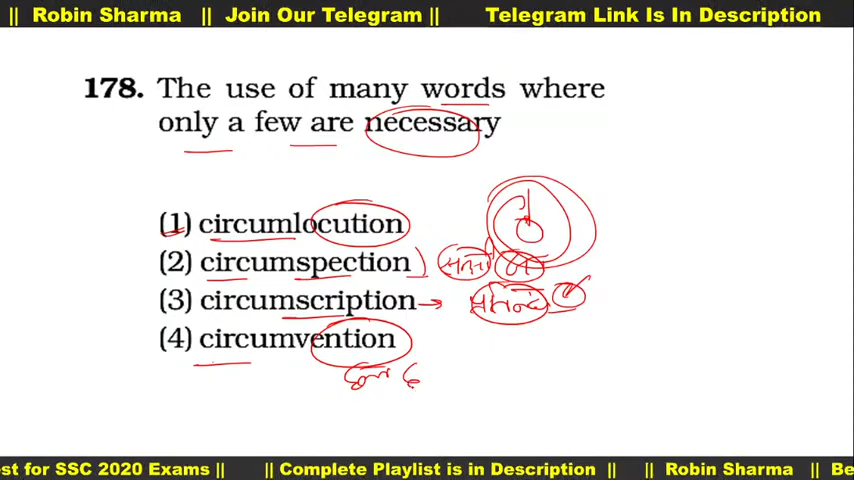 || Robin Sharma || Join Our Telegram || Telegram Link Is In Description
178. The use of many words where
only a few are necessary
(1) circumlocution
(2) circumspection
(3) circumscription
(4) circumvention
est for SSC 2020 Exams || || Complete Playlist is in Description || || Robin Sharma || Be